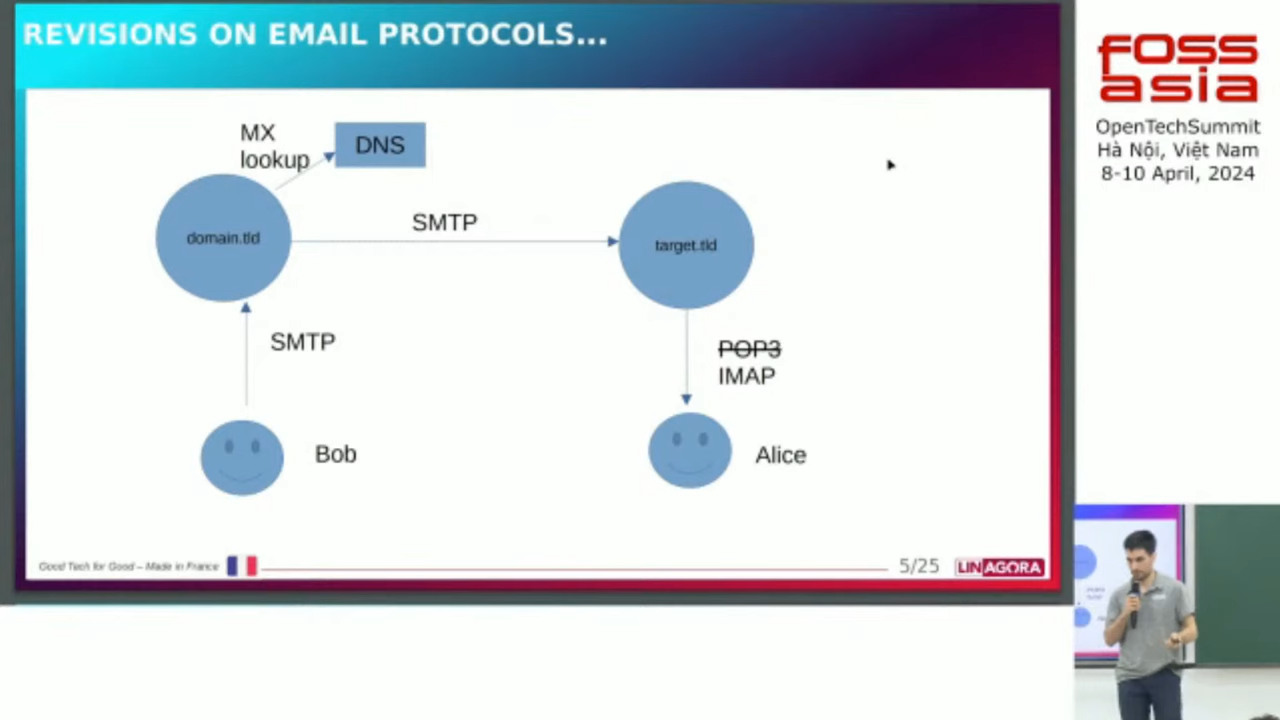 REVISIONS ON EMAIL PROTOCOLS...
MX
lookup
DNS
domain.tld
SMTP
target.tld
SMTP
POP3
IMAP
Bob
Alice
Good Tech for Good – Made in France
5/25
LINAGORA
FOSS
asia
OpenTechSummit
Hà Nội, Việt Nam
8-10 April, 2024